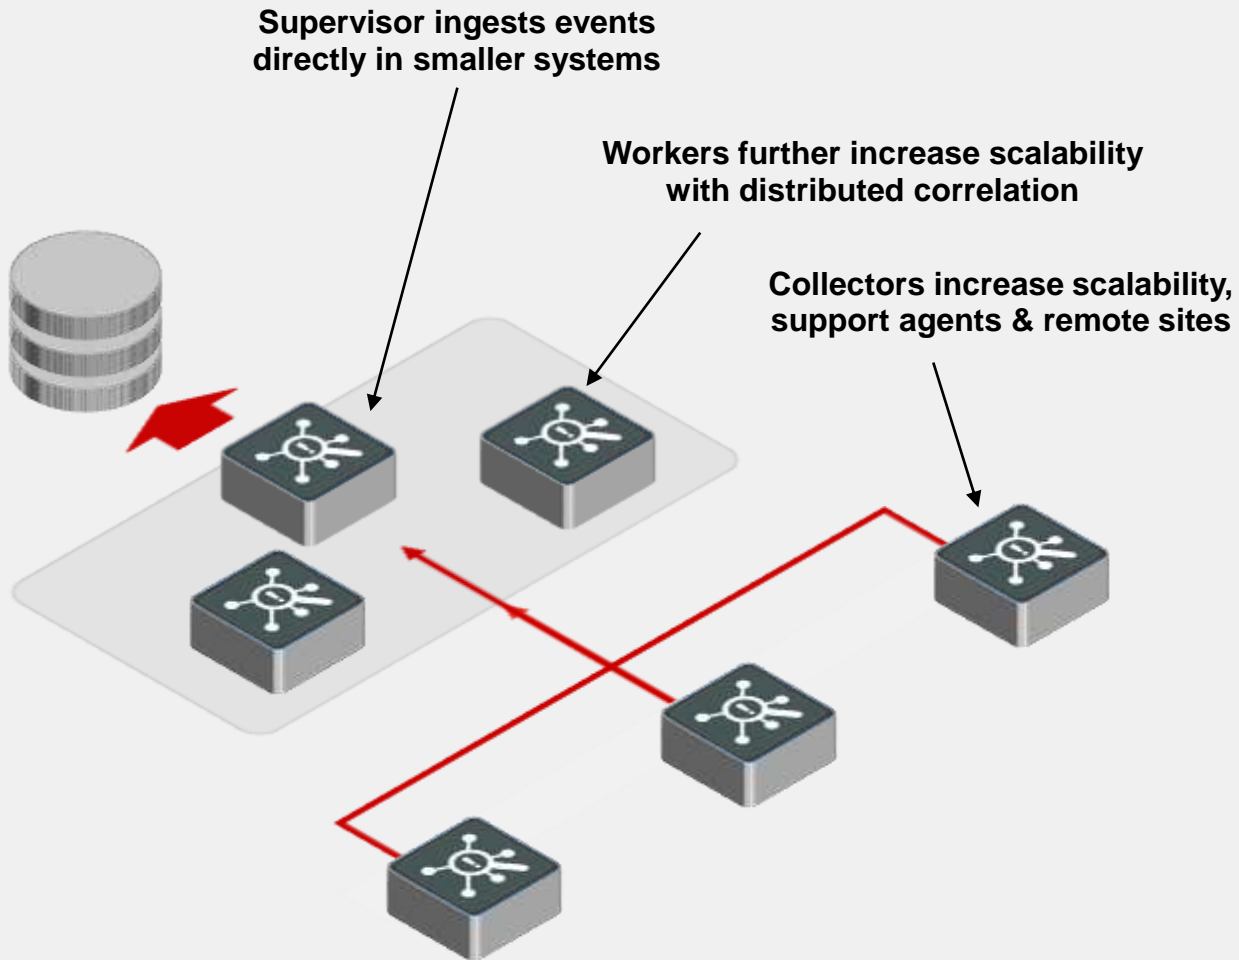 Supervisor ingests events
directly in smaller systems
Workers further increase scalability
with distributed correlation
Collectors increase scalability,
support agents & remote sites